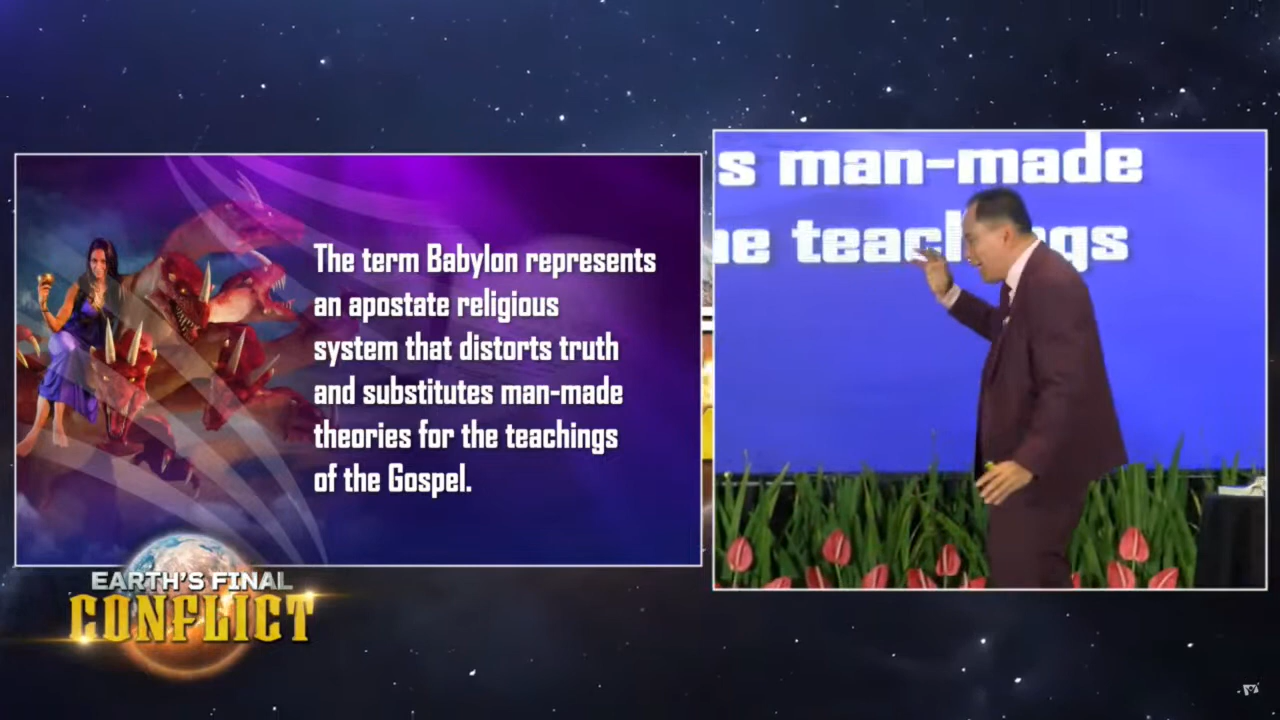 The term Babylon represents
an apostate religious
system that distorts truth
and substitutes man-made
theories for the teachings
of the Gospel.
EARTH'S FINAL
CONFLICT
s man-made
he teachings